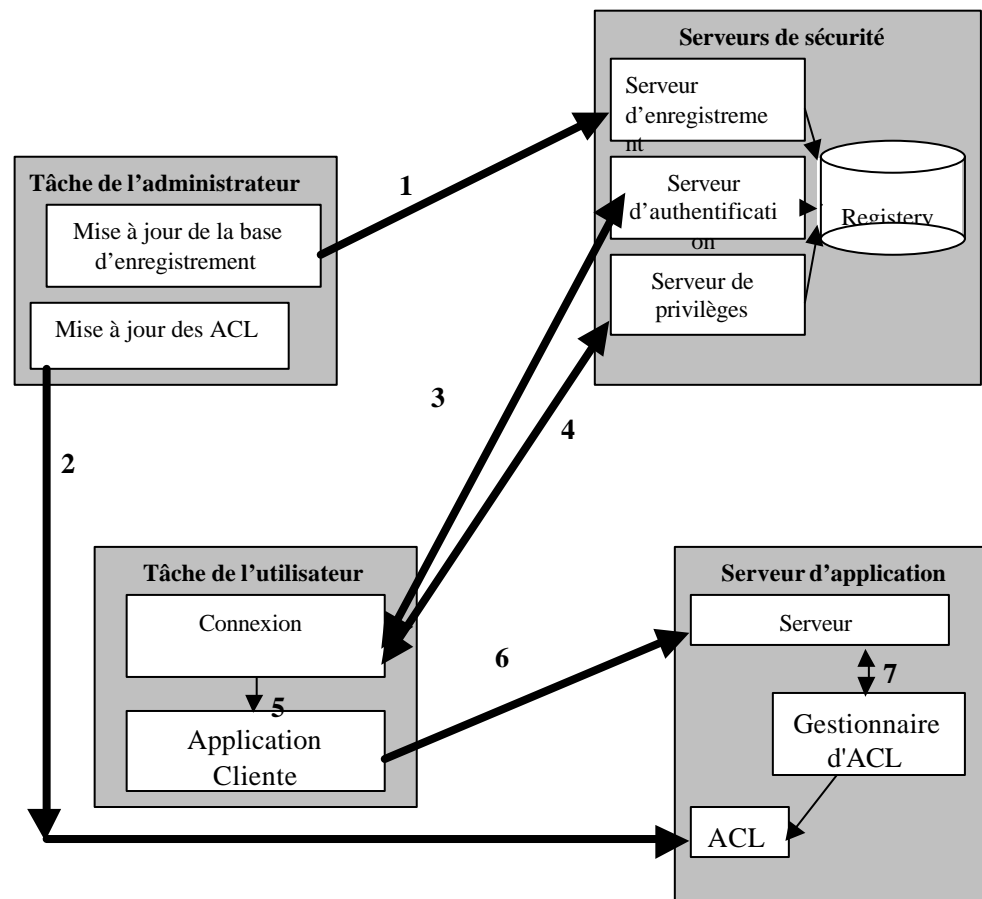 Serveurs de sécurité
Serveur
d'enregistreme
nt
Tâche de l'administrateur
1
Serveur
d'authentificati
on
Registery
Mise à jour de la base
d'enregistrement
Serveur de
privilèges
Mise à jour des ACL
3
4
2
Tâche de l'utilisateur
Connexion
5
Application
Cliente
6
Serveur d'application
Serveur
7
Gestionnaire
d'ACL
ACL